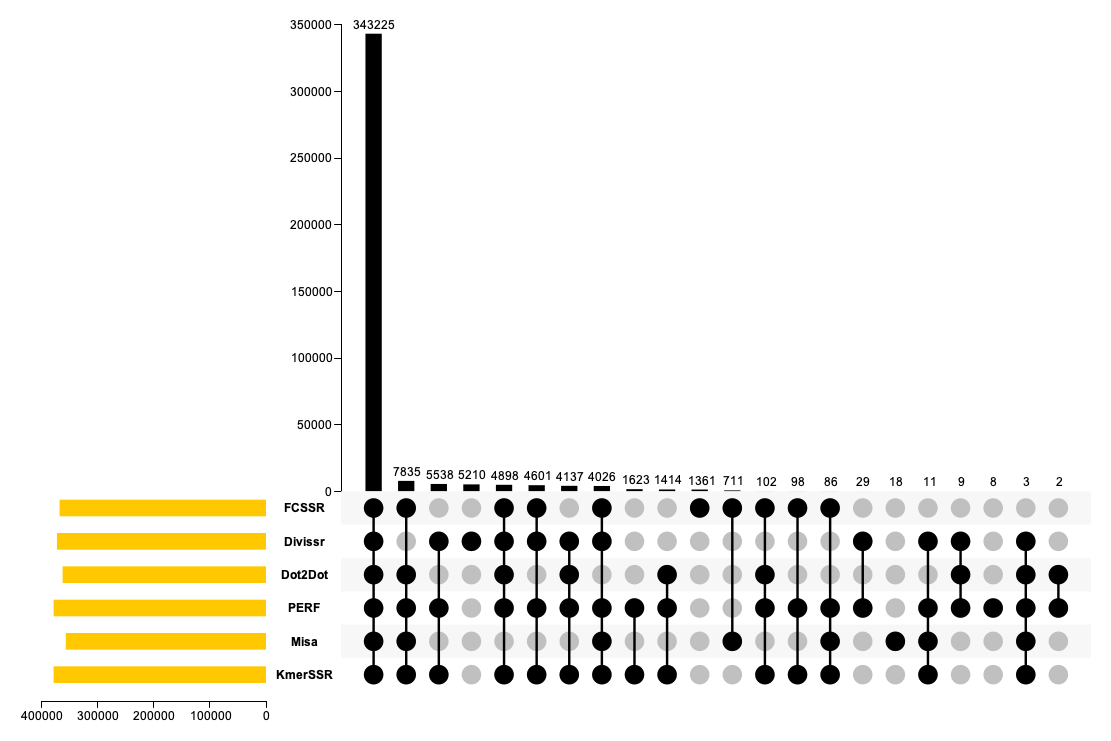 350000
343225
300000
250000
200000
150000
100000
50000
0
7835 5538 5210 4898 4601 4137 4026 1623 1414 1361 711 102 98 86 29 18 11 9 8 3 2
FCSSR
Divissr
Dot2Dot
PERF
Misa
KmerSSR
400000 300000 200000 100000 0